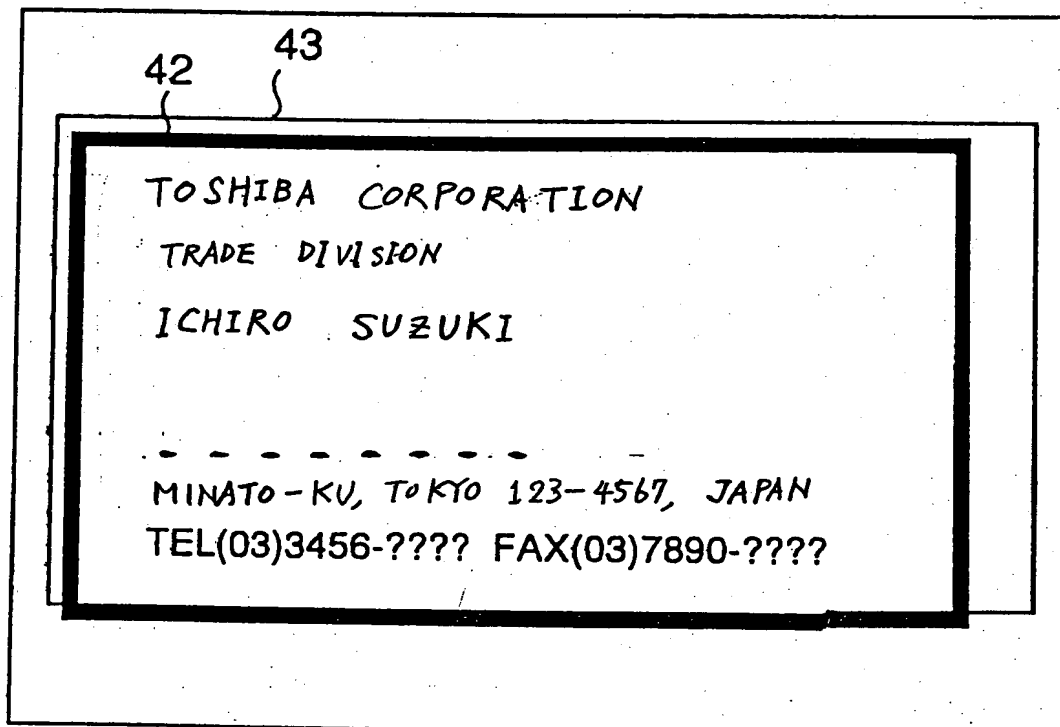 43
42
TOSHIBA CORPORATION
TRADE DIVISION
ICHIRO SUZUKI
MINATO-KU, TOKYO 123-4567, JAPAN
TEL(03)3456-???? FAX(03)7890-????